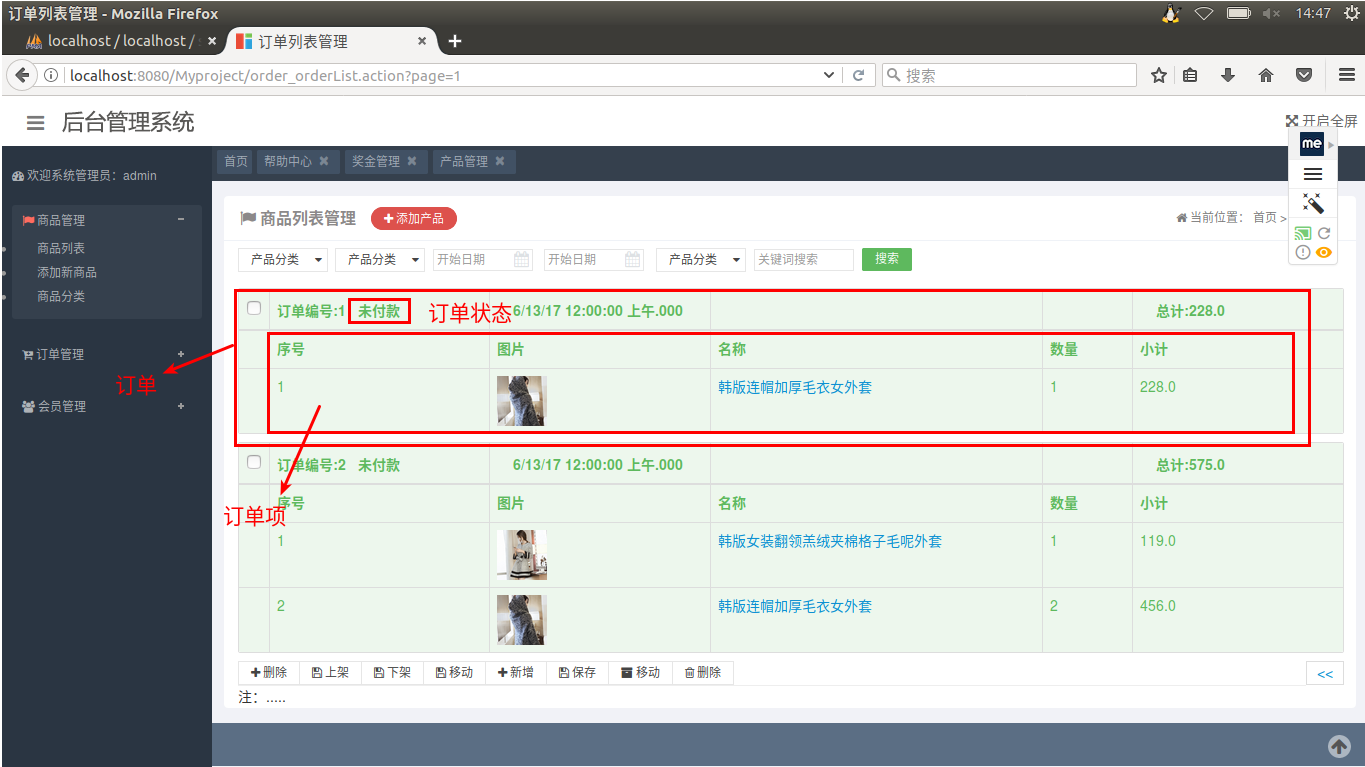 订单列表管理 - Mozilla Firefox 14:47
localhost / localhost / 订单列表管理
localhost:8080/Myproject/order_orderList.action?page=1 搜索
后台管理系统 开启全屏
me
欢迎系统管理员：admin 首页 帮助中心 奖金管理 产品管理
商品管理 商品列表管理 添加产品 当前位置： 首页 >
商品列表 产品分类 产品分类 开始日期 开始日期 产品分类 关键词搜索 搜索
添加新商品
商品分类
订单编号:1 未付款 订单状态 6/13/17 12:00:00 上午.000 总计:228.0
订单管理 序号 图片 名称 数量 小计
订单 1 韩版连帽加厚毛衣女外套 1 228.0
会员管理
订单编号:2 未付款 6/13/17 12:00:00 上午.000 总计:575.0
序号 图片 名称 数量 小计
订单项
1 韩版女装翻领羔绒夹棉格子毛呢外套 1 119.0
2 韩版连帽加厚毛衣女外套 2 456.0
删除 上架 下架 移动 新增 保存 移动 删除 <<
注：.....